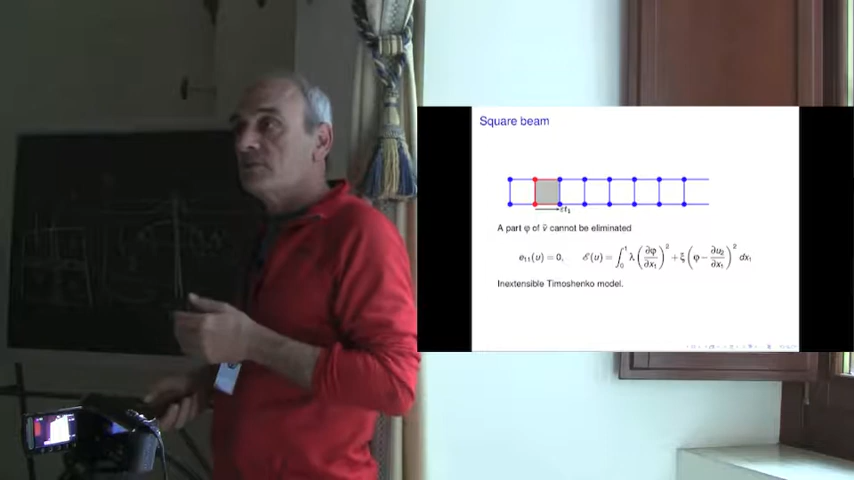 Square beam
εt₁
A part φ of ṽ cannot be eliminated
e₁₁(u) = 0, ℰ(u) = ∫₀¹ λ(∂φ/∂x₁)² + ξ(φ − ∂u₂/∂x₁)² dx₁
Inextensible Timoshenko model.